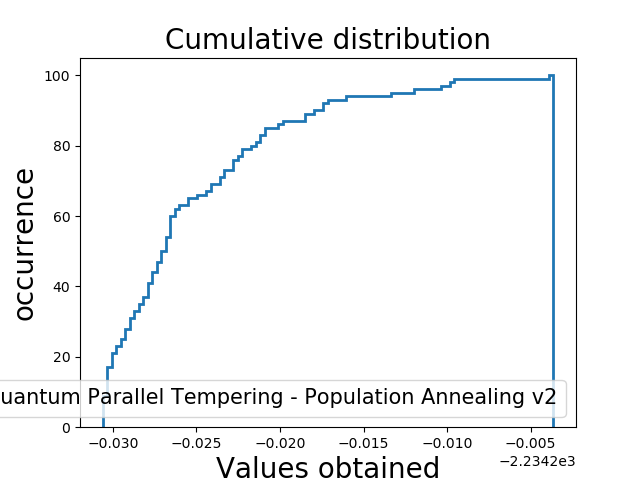 Cumulative distribution
100
80
60
40
20
0
occurrence
uantum Parallel Tempering - Population Annealing v2
−0.030 −0.025 −0.020 −0.015 −0.010 −0.005
−2.2342e3
Values obtained